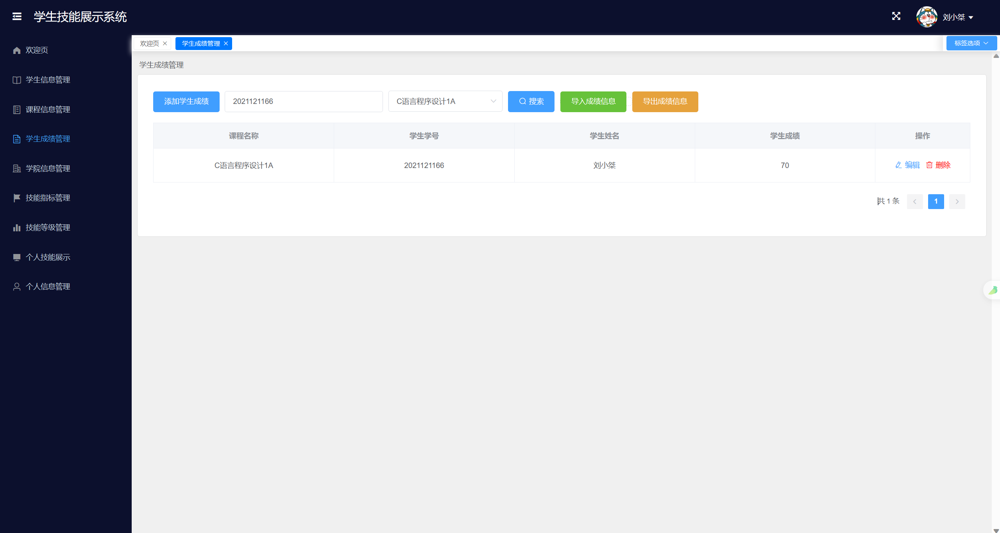 学生技能展示系统
刘小桀
欢迎页
学生信息管理
课程信息管理
学生成绩管理
学院信息管理
技能指标管理
技能等级管理
个人技能展示
个人信息管理
欢迎页 学生成绩管理 标签选项
学生成绩管理
添加学生成绩 2021121166 C语言程序设计1A 搜索 导入成绩信息 导出成绩信息
课程名称 学生学号 学生姓名 学生成绩 操作
C语言程序设计1A 2021121166 刘小桀 70 编辑 删除
共 1 条 1